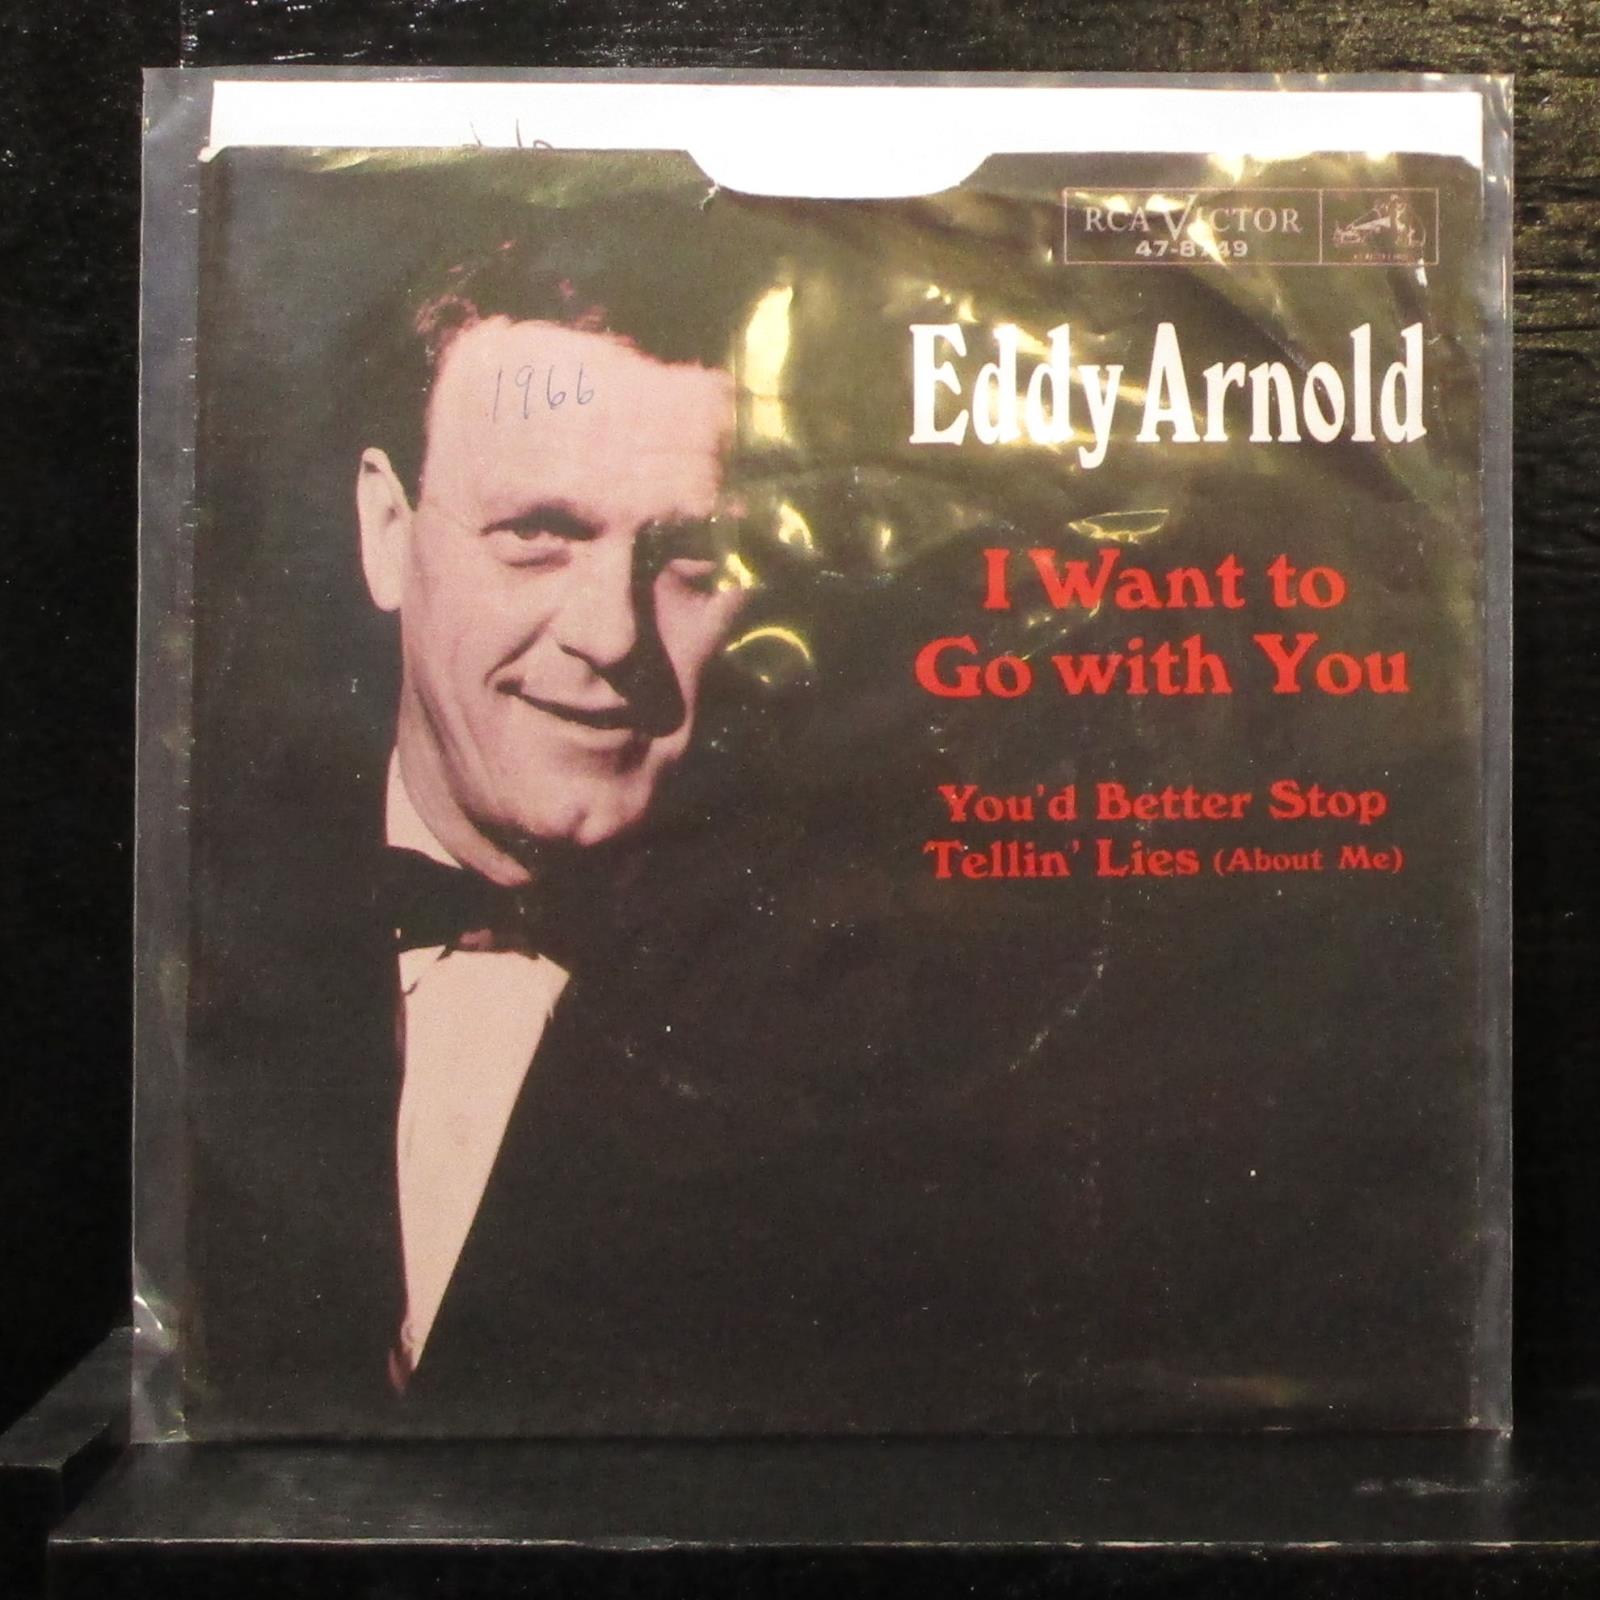 RCA VICTOR
47-8749
1966
Eddy Arnold
I Want to
Go with You
You'd Better Stop
Tellin' Lies (About Me)